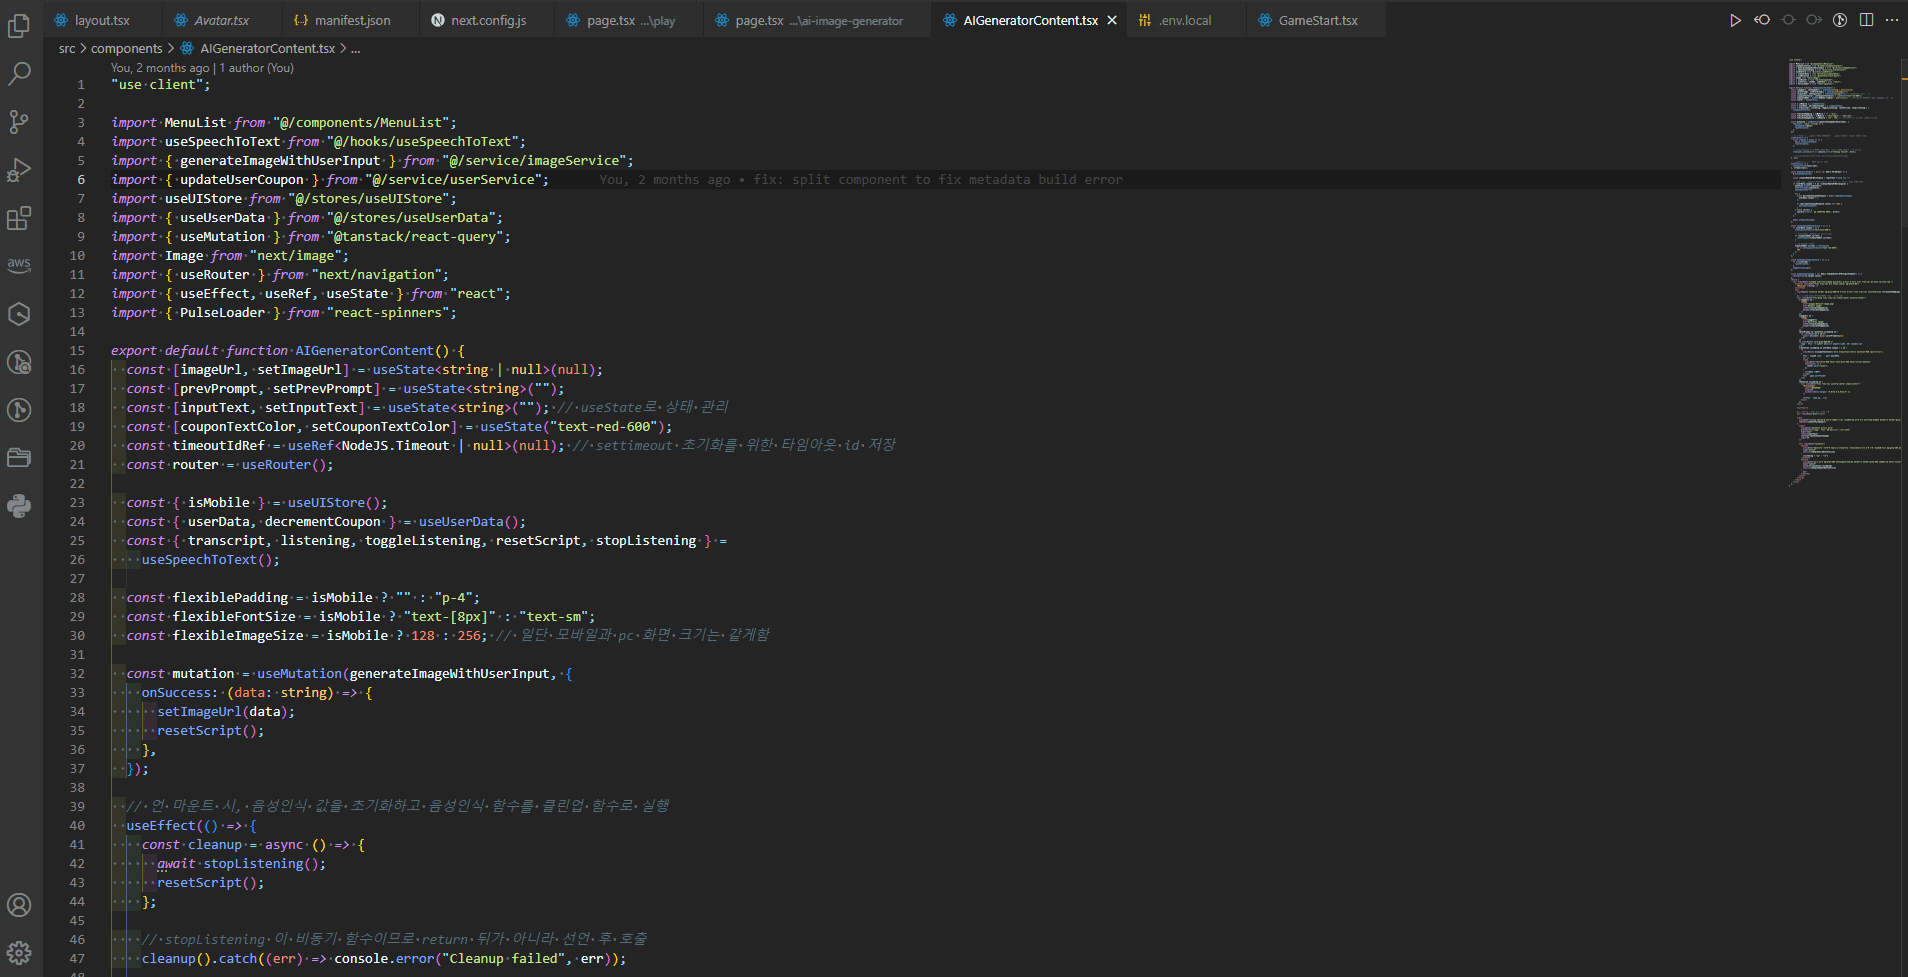 layout.tsx Avatar.tsx {..} manifest.json N next.config.js page.tsx ...\play page.tsx ...\ai-image-generator AIGeneratorContent.tsx .env.local GameStart.tsx
src > components > AIGeneratorContent.tsx > ...
You, 2 months ago | 1 author (You)
1 "use client";
2
3 import MenuList from "@/components/MenuList";
4 import useSpeechToText from "@/hooks/useSpeechToText";
5 import { generateImageWithUserInput } from "@/service/imageService";
6 import { updateUserCoupon } from "@/service/userService"; You, 2 months ago • fix: split component to fix metadata build error
7 import useUIStore from "@/stores/useUIStore";
8 import { useUserData } from "@/stores/useUserData";
9 import { useMutation } from "@tanstack/react-query";
10 import Image from "next/image";
11 import { useRouter } from "next/navigation";
12 import { useEffect, useRef, useState } from "react";
13 import { PulseLoader } from "react-spinners";
14
15 export default function AIGeneratorContent() {
16 const [imageUrl, setImageUrl] = useState<string | null>(null);
17 const [prevPrompt, setPrevPrompt] = useState<string>("");
18 const [inputText, setInputText] = useState<string>(""); // useState로 상태 관리
19 const [couponTextColor, setCouponTextColor] = useState("text-red-600");
20 const timeoutIdRef = useRef<NodeJS.Timeout | null>(null); // settimeout 초기화를 위한 타임아웃 id 저장
21 const router = useRouter();
22
23 const { isMobile } = useUIStore();
24 const { userData, decrementCoupon } = useUserData();
25 const { transcript, listening, toggleListening, resetScript, stopListening } =
26 useSpeechToText();
27
28 const flexiblePadding = isMobile ? "" : "p-4";
29 const flexibleFontSize = isMobile ? "text-[8px]" : "text-sm";
30 const flexibleImageSize = isMobile ? 128 : 256; // 일단 모바일과 pc 화면 크기는 같게함
31
32 const mutation = useMutation(generateImageWithUserInput, {
33 onSuccess: (data: string) => {
34 setImageUrl(data);
35 resetScript();
36 },
37 });
38
39 // 언 마운트 시, 음성인식 값을 초기화하고 음성인식 함수를 클린업 함수로 실행
40 useEffect(() => {
41 const cleanup = async () => {
42 await stopListening();
43 resetScript();
44 };
45
46 // stopListening 이 비동기 함수이므로 return 뒤가 아니라 선언 후 호출
47 cleanup().catch((err) => console.error("Cleanup failed", err));
48
aws